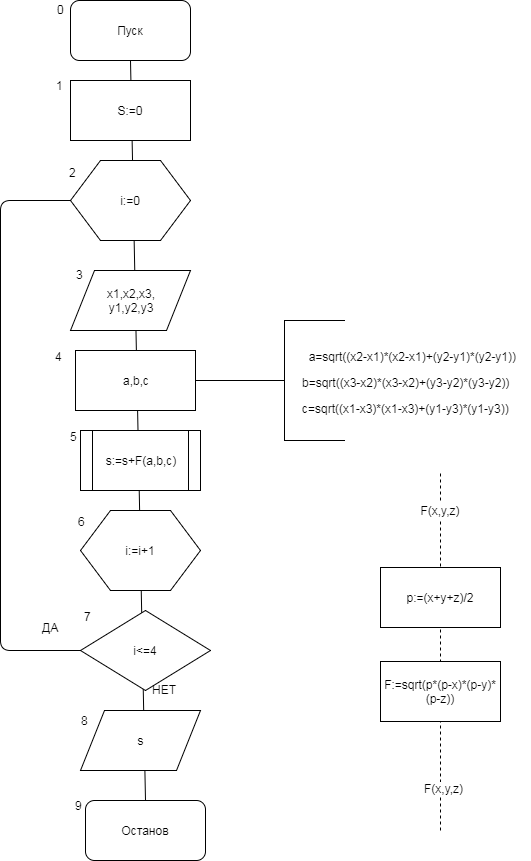 0
Пуск
1
S:=0
2
i:=0
3
x1,x2,x3,
y1,y2,y3
4
a,b,c
a=sqrt((x2-x1)*(x2-x1)+(y2-y1)*(y2-y1))
b=sqrt((x3-x2)*(x3-x2)+(y3-y2)*(y3-y2))
c=sqrt((x1-x3)*(x1-x3)+(y1-y3)*(y1-y3))
5
s:=s+F(a,b,c)
6
i:=i+1
7
ДА
i<=4
НЕТ
8
s
9
Останов
F(x,y,z)
p:=(x+y+z)/2
F:=sqrt(p*(p-x)*(p-y)*
(p-z))
F(x,y,z)